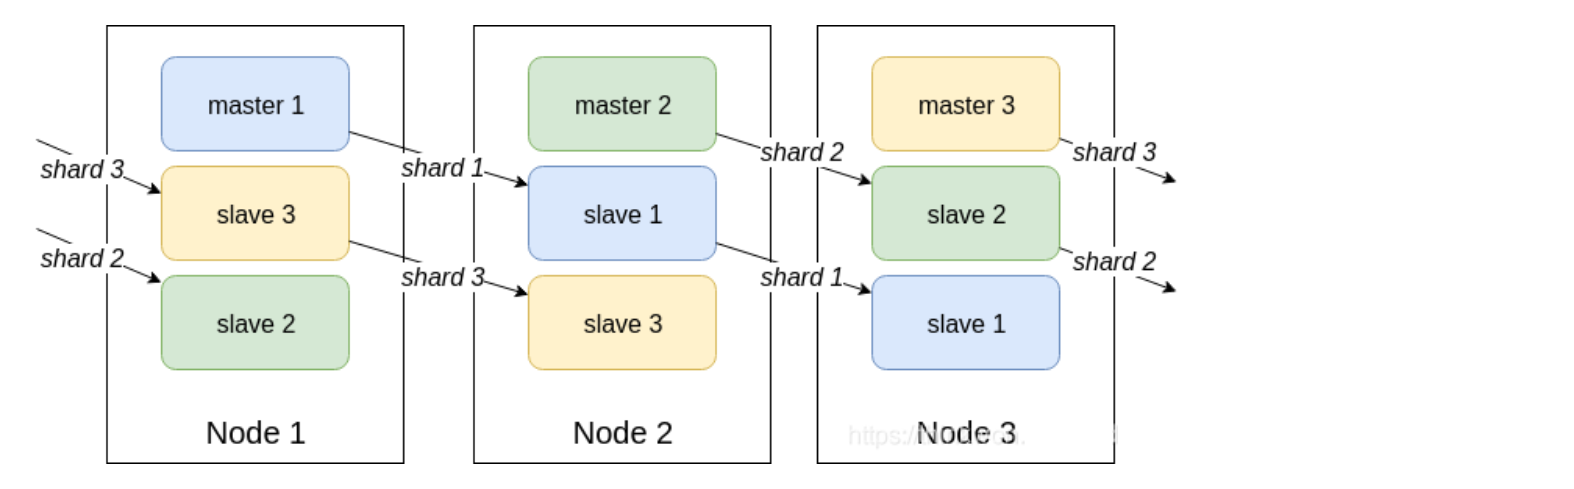 master 1
master 2
master 3
shard 3
shard 1
shard 2
shard 3
slave 3
slave 1
slave 2
shard 2
shard 3
shard 1
shard 2
slave 2
slave 3
slave 1
Node 1
Node 2
Node 3